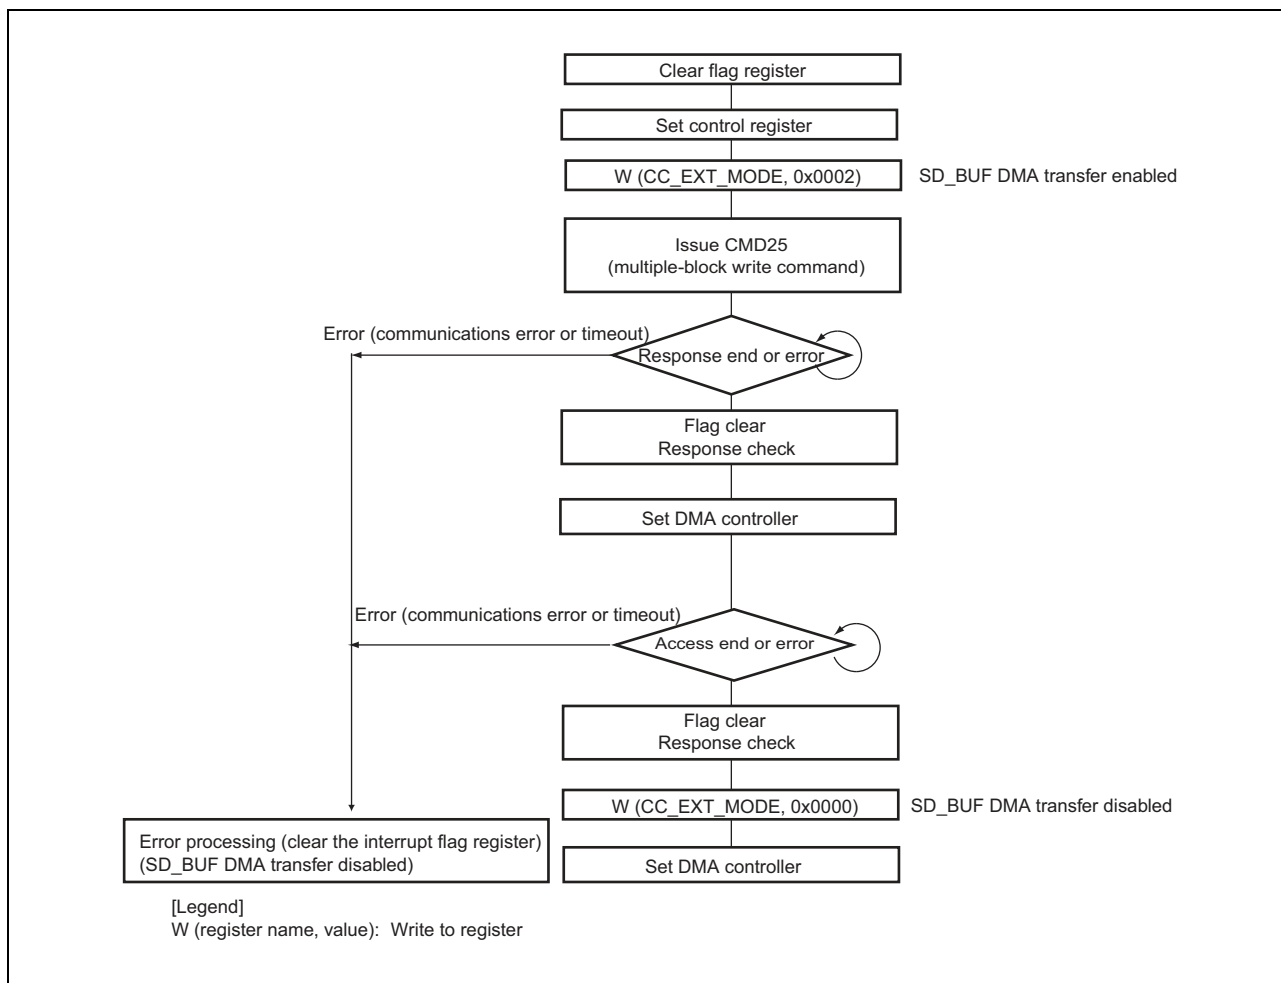 Clear flag register
Set control register
W (CC_EXT_MODE, 0x0002)
SD_BUF DMA transfer enabled
Issue CMD25
(multiple-block write command)
Error (communications error or timeout)
Response end or error
Flag clear
Response check
Set DMA controller
Error (communications error or timeout)
Access end or error
Flag clear
Response check
W (CC_EXT_MODE, 0x0000)
SD_BUF DMA transfer disabled
Error processing (clear the interrupt flag register)
(SD_BUF DMA transfer disabled)
Set DMA controller
[Legend]
W (register name, value): Write to register